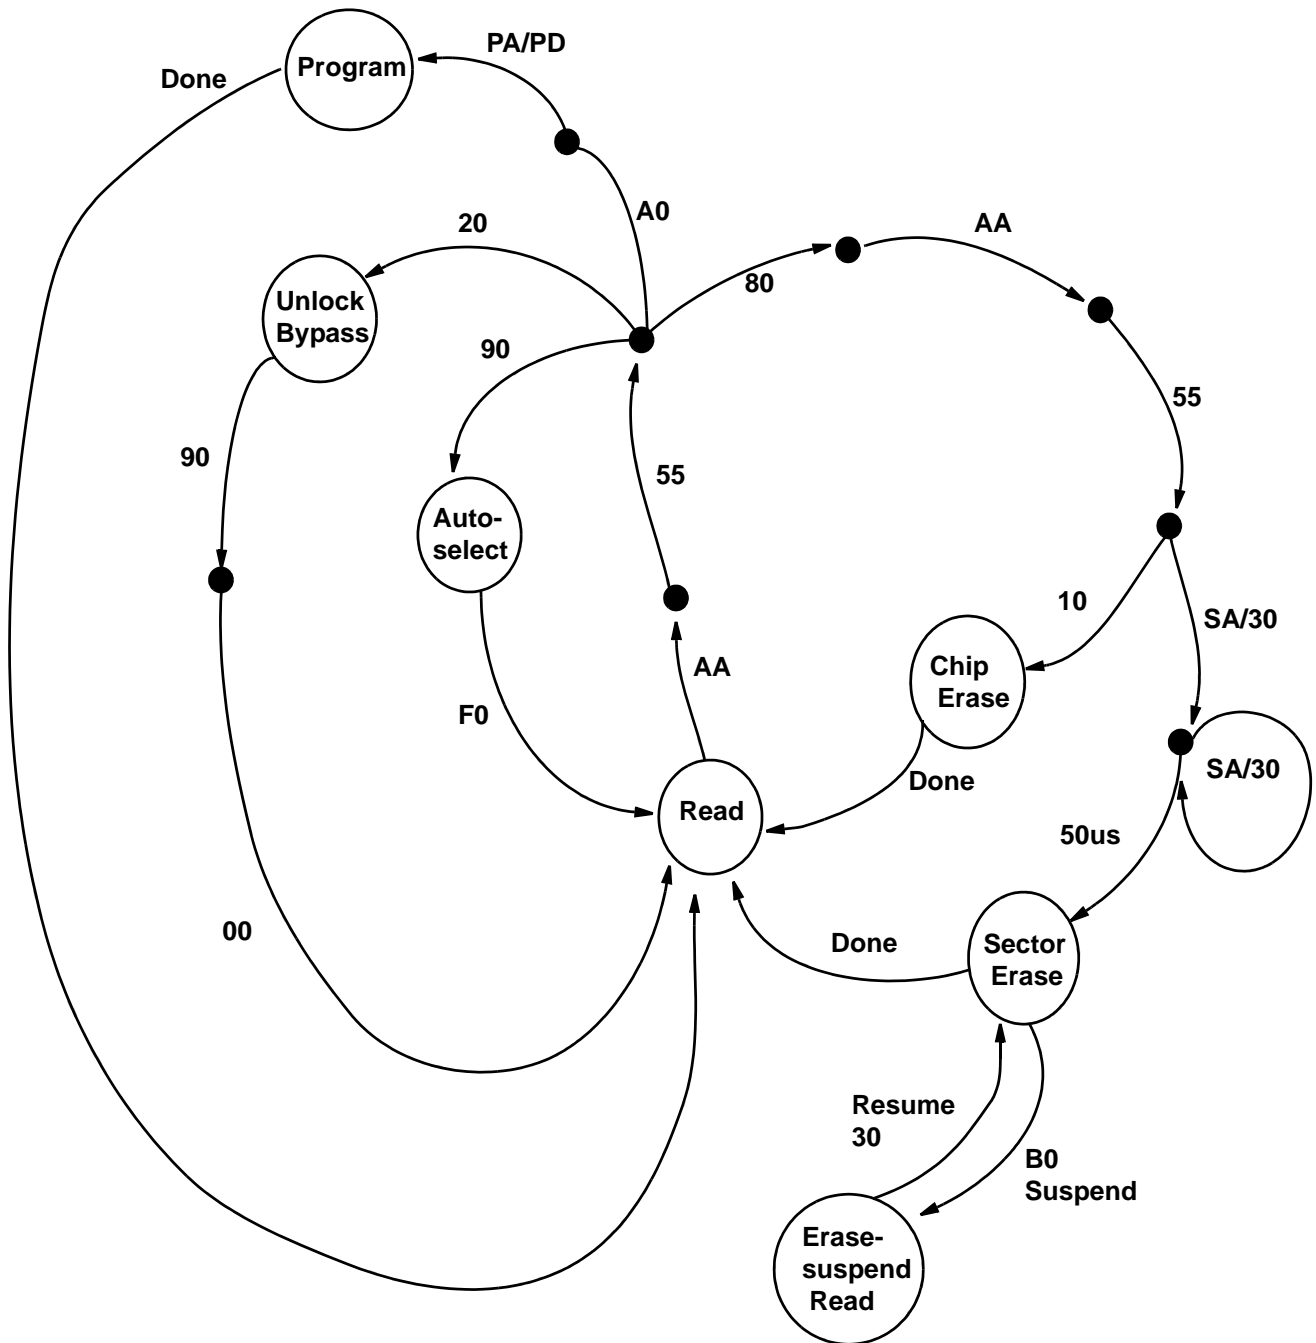 PA/PD
Done
Program
A0
20
AA
80
Unlock
Bypass
90
55
90
55
Auto-
select
10
SA/30
Chip
Erase
AA
F0
SA/30
Done
Read
50us
00
Done
Sector
Erase
Resume
30
B0
Suspend
Erase-
suspend
Read